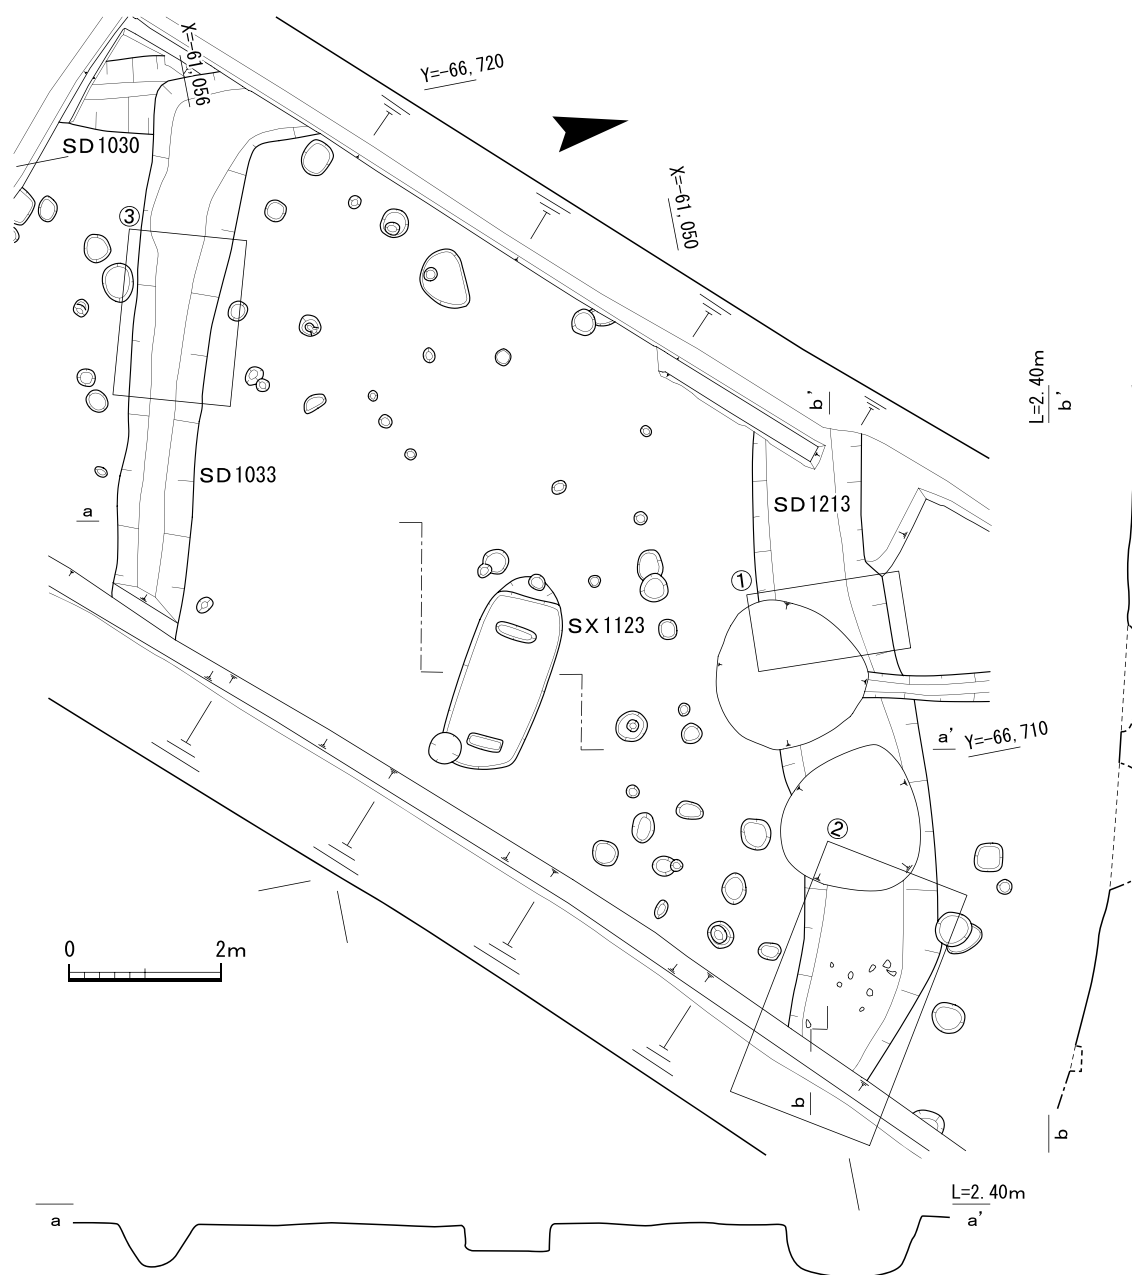 X=-61,056
Y=-66,720
SD1030
X=-61,050
③
b'
L=2.40m
b'
SD1033
SD1213
a
①
SX1123
a'
Y=-66,710
②
0 2m
b
b
L=2.40m
a
a'